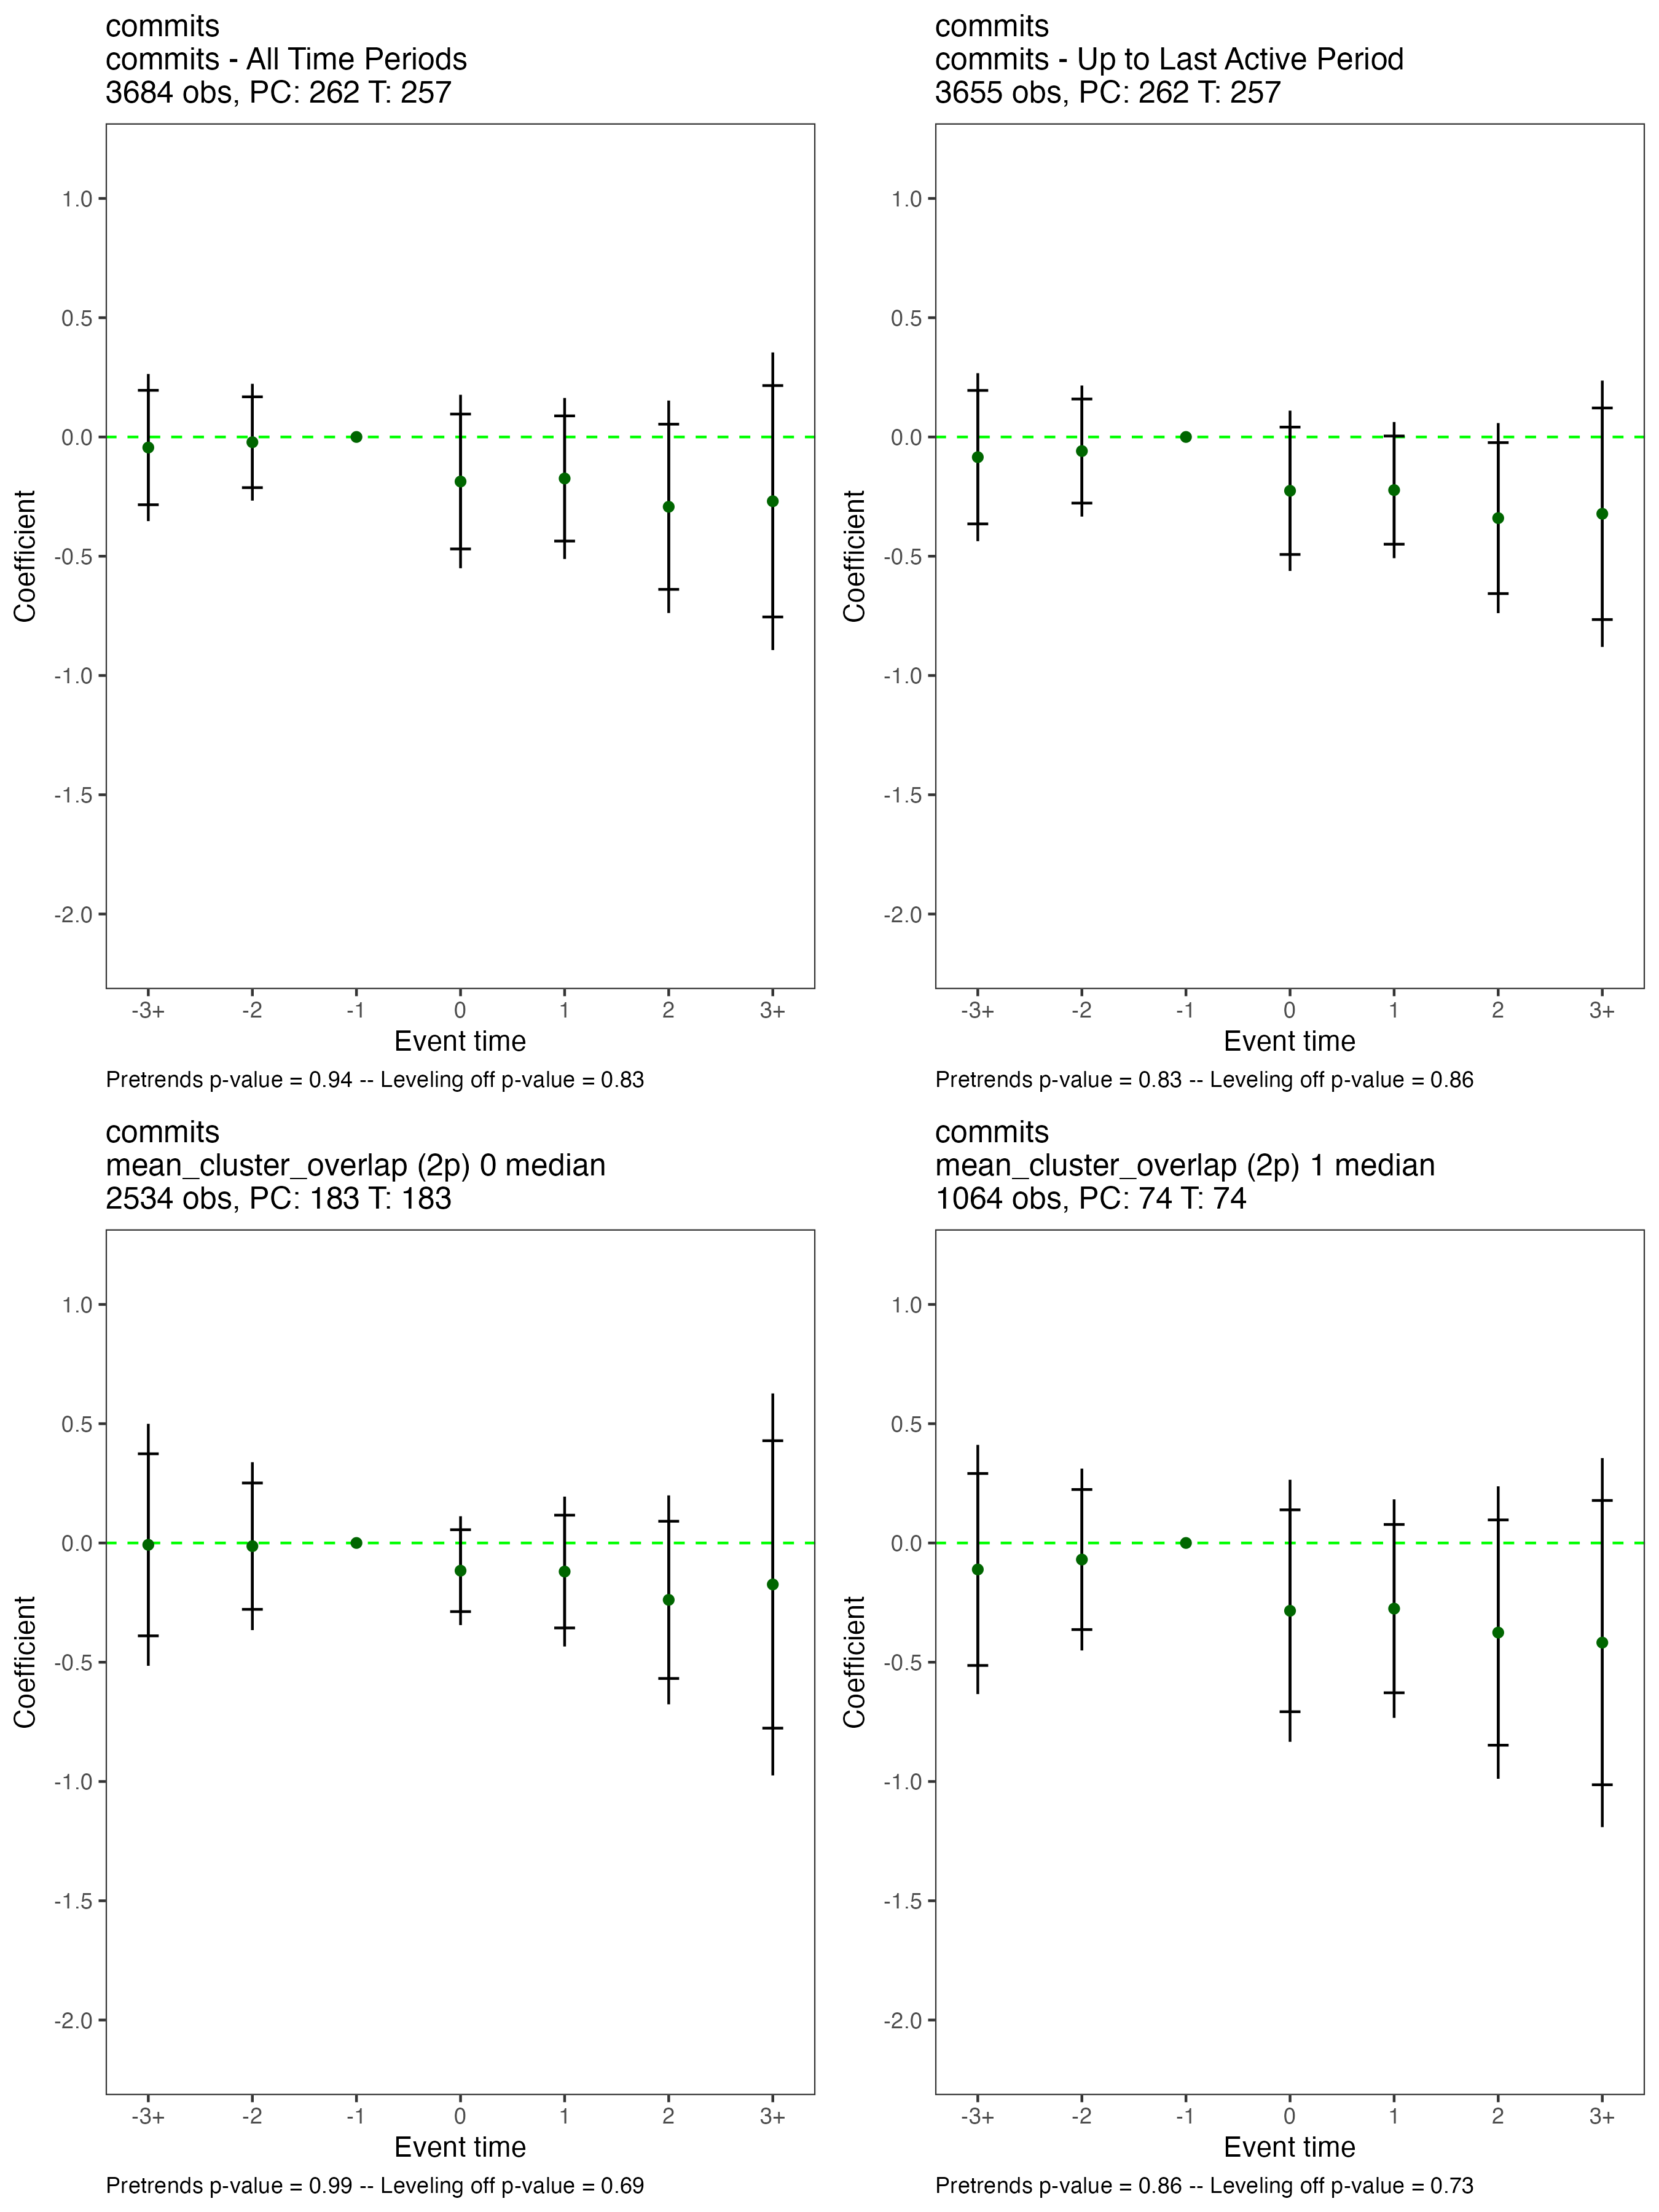 commits
commits - All Time Periods
3684 obs, PC: 262 T: 257
1.0
0.5
0.0
-0.5
-1.0
-1.5
-2.0
Coefficient
-3+ -2 -1 0 1 2 3+
Event time
Pretrends p-value = 0.94 -- Leveling off p-value = 0.83
commits
commits - Up to Last Active Period
3655 obs, PC: 262 T: 257
1.0
0.5
0.0
-0.5
-1.0
-1.5
-2.0
Coefficient
-3+ -2 -1 0 1 2 3+
Event time
Pretrends p-value = 0.83 -- Leveling off p-value = 0.86
commits
mean_cluster_overlap (2p) 0 median
2534 obs, PC: 183 T: 183
1.0
0.5
0.0
-0.5
-1.0
-1.5
-2.0
Coefficient
-3+ -2 -1 0 1 2 3+
Event time
Pretrends p-value = 0.99 -- Leveling off p-value = 0.69
commits
mean_cluster_overlap (2p) 1 median
1064 obs, PC: 74 T: 74
1.0
0.5
0.0
-0.5
-1.0
-1.5
-2.0
Coefficient
-3+ -2 -1 0 1 2 3+
Event time
Pretrends p-value = 0.86 -- Leveling off p-value = 0.73